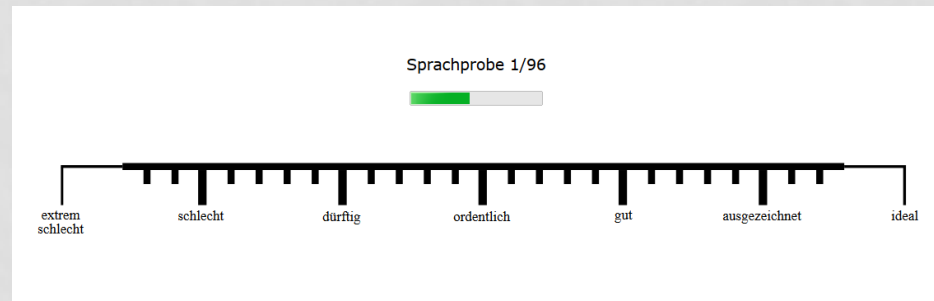 Sprachprobe 1/96
extrem schlecht dürftig ordentlich gut ausgezeichnet ideal
schlecht